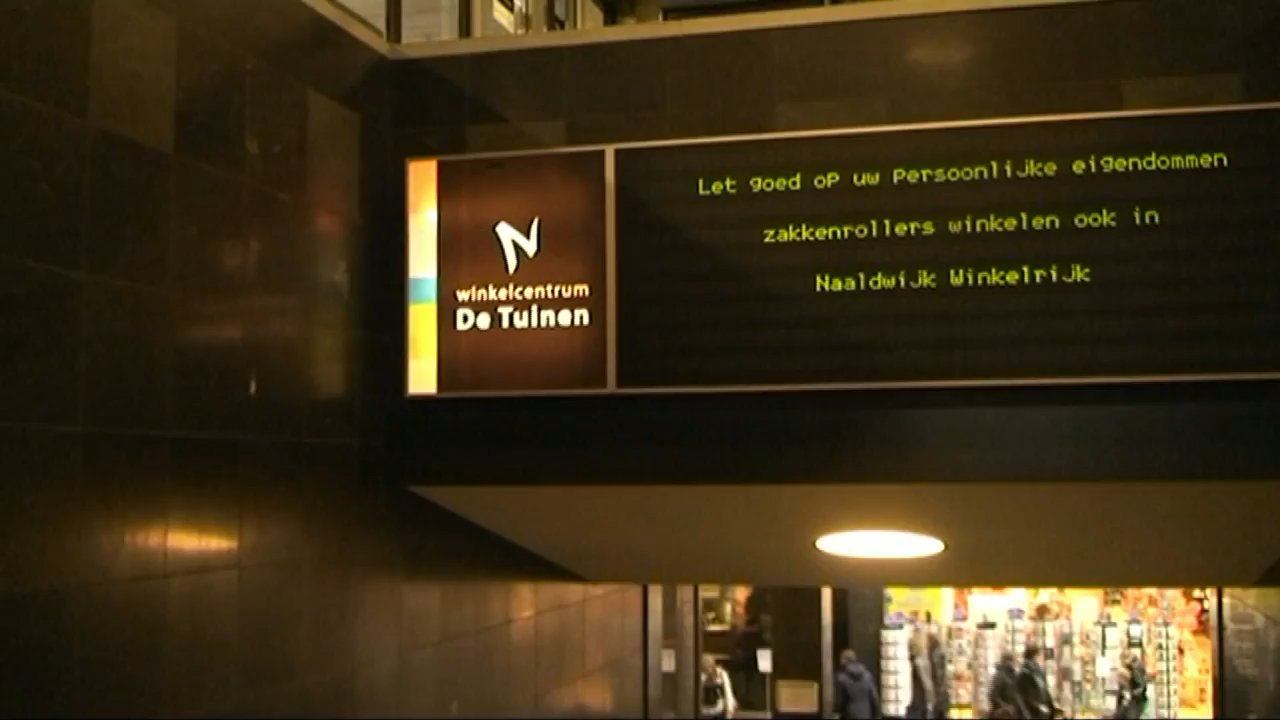 N
winkelcentrum
De Tuinen
Let goed op uw persoonlijke eigendommen
zakkenrollers winkelen ook in
Naaldwijk Winkelrijk